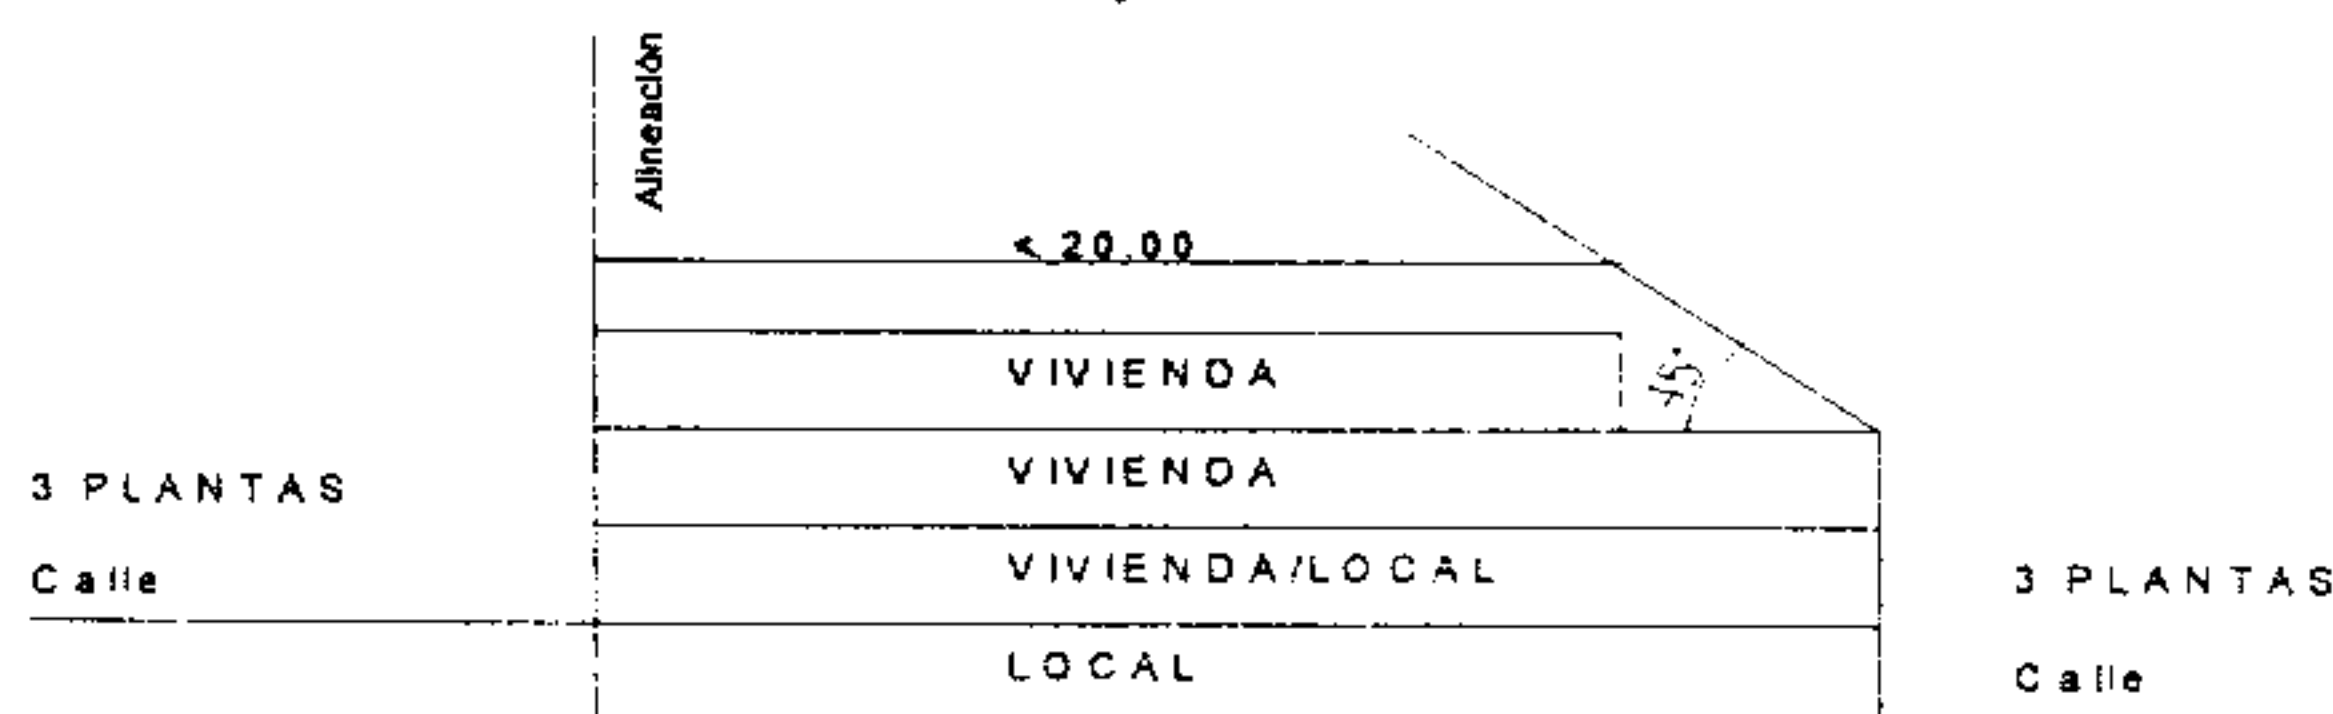 Alineación
< 20,00
VIVIENDA
45°
VIVIENDA
3 PLANTAS
VIVIENDA/LOCAL
Calle
3 PLANTAS
LOCAL
Calle